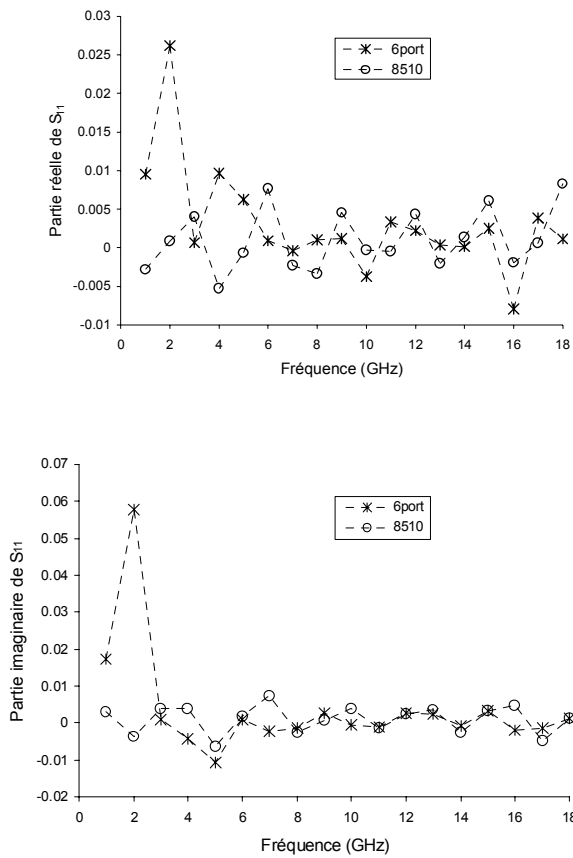 0.03
0.025
0.02
0.015
0.01
0.005
0
-0.005
-0.01
Partie réelle de S11
6port
8510
0 2 4 6 8 10 12 14 16 18
Fréquence (GHz)
0.07
0.06
0.05
0.04
0.03
0.02
0.01
0
-0.01
-0.02
Partie imaginaire de S11
6port
8510
0 2 4 6 8 10 12 14 16 18
Fréquence (GHz)